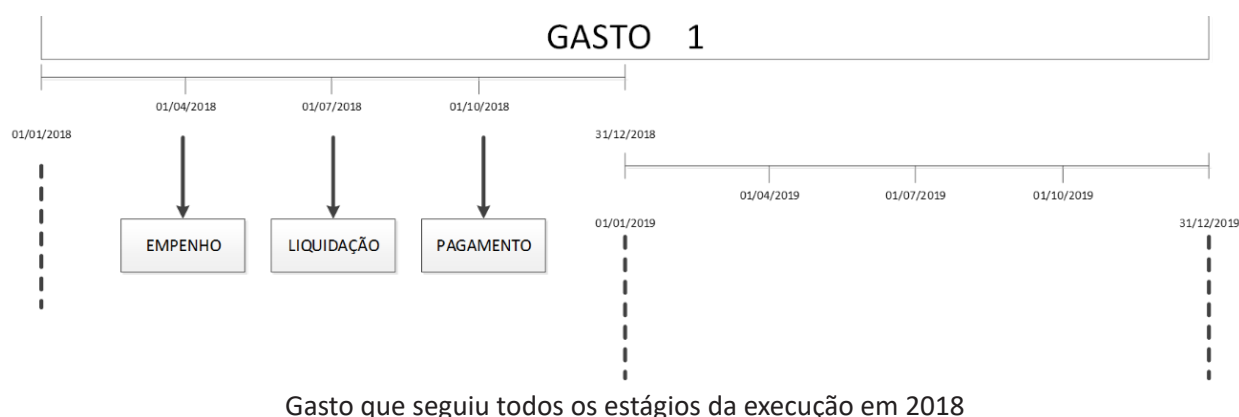 GASTO 1
01/04/2018 01/07/2018 01/10/2018
01/01/2018 31/12/2018
01/04/2019 01/07/2019 01/10/2019
01/01/2019 31/12/2019
EMPENHO LIQUIDAÇÃO PAGAMENTO
Gasto que seguiu todos os estágios da execução em 2018